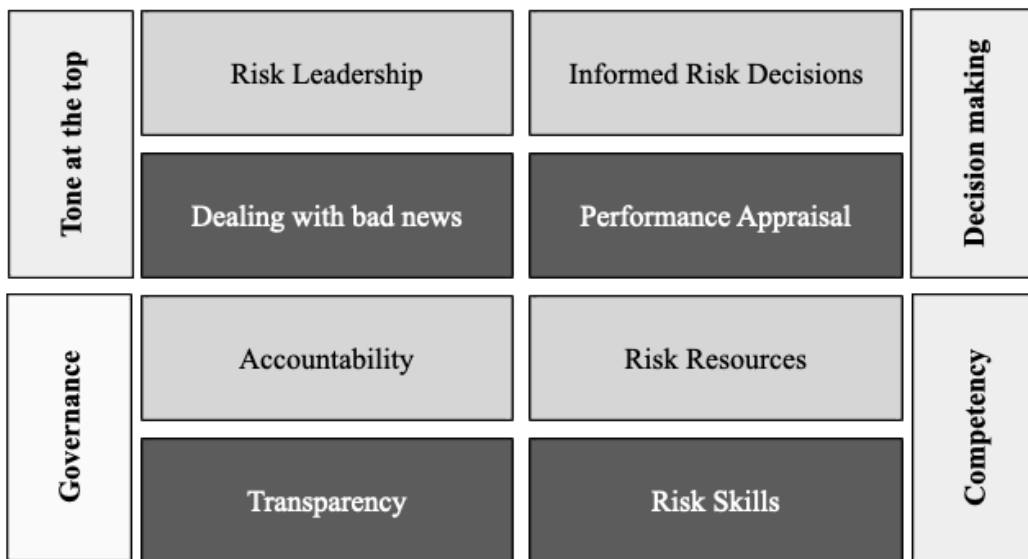 Tone at the top
Risk Leadership
Informed Risk Decisions
Decision making
Dealing with bad news
Performance Appraisal
Governance
Accountability
Risk Resources
Competency
Transparency
Risk Skills